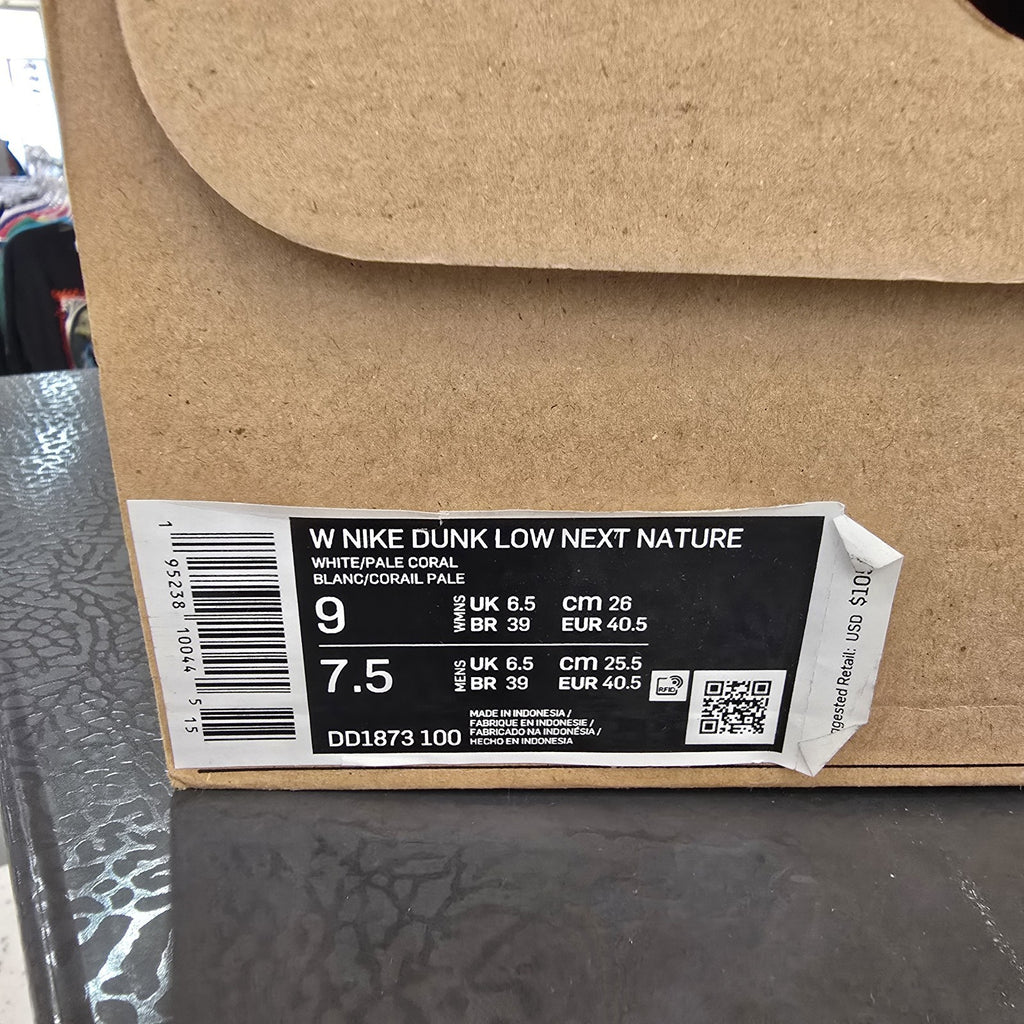 W NIKE DUNK LOW NEXT NATURE
WHITE/PALE CORAL
BLANC/CORAIL PALE
9 WMNS UK 6.5 cm 26
BR 39 EUR 40.5
7.5 MENS UK 6.5 cm 25.5
BR 39 EUR 40.5
RFID
DD1873 100
MADE IN INDONESIA /
FABRIQUE EN INDONESIE /
FABRICADO NA INDONÉSIA /
HECHO EN INDONESIA
1 95238 10044 5 15
Retail: USD